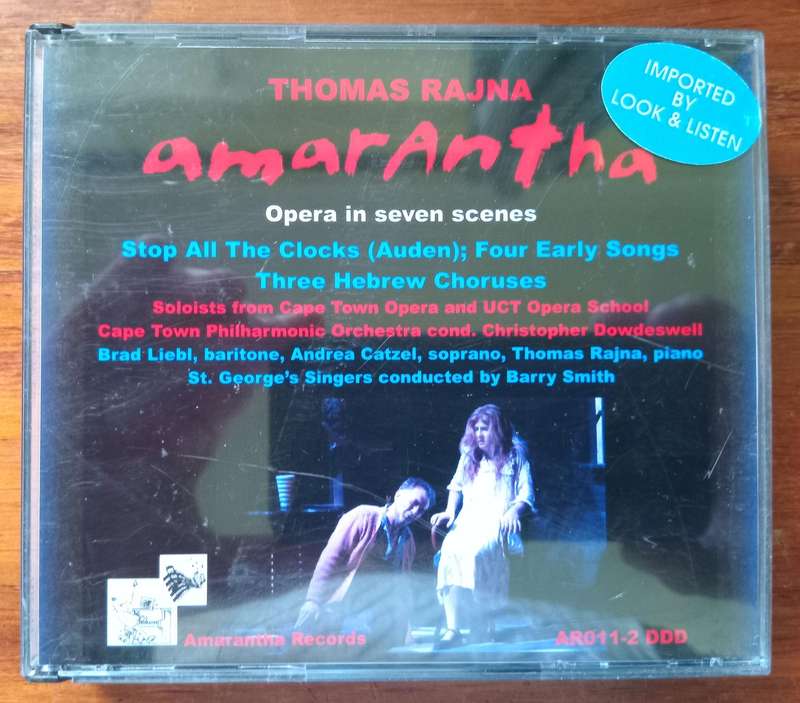 THOMAS RAJNA
IMPORTED
BY
LOOK & LISTEN
amarantha
Opera in seven scenes
Stop All The Clocks (Auden); Four Early Songs
Three Hebrew Choruses
Soloists from Cape Town Opera and UCT Opera School
Cape Town Philharmonic Orchestra cond. Christopher Dowdeswell
Brad Liebl, baritone, Andrea Catzel, soprano, Thomas Rajna, piano
St. George's Singers conducted by Barry Smith
Amarantha Records
AR011-2 DDD